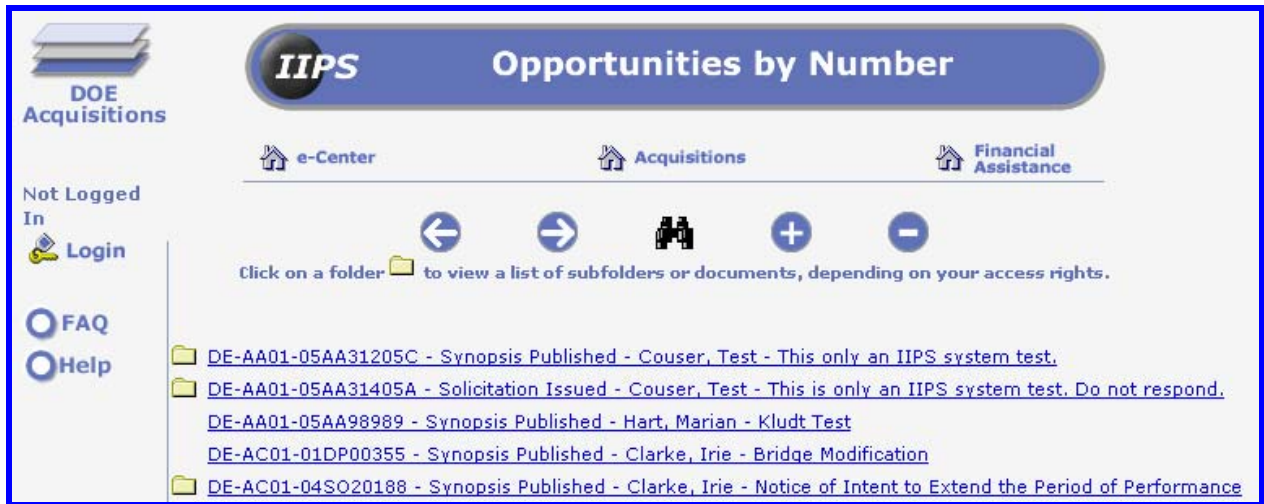 DOE
Acquisitions
IIPS
Opportunities by Number
e-Center
Acquisitions
Financial
Assistance
Not Logged
In
Login
FAQ
Help
Click on a folder to view a list of subfolders or documents, depending on your access rights.
DE-AA01-05AA31205C - Synopsis Published - Couser, Test - This only an IIPS system test.
DE-AA01-05AA31405A - Solicitation Issued - Couser, Test - This is only an IIPS system test. Do not respond.
DE-AA01-05AA98989 - Synopsis Published - Hart, Marian - Kludt Test
DE-AC01-01DP00355 - Synopsis Published - Clarke, Irie - Bridge Modification
DE-AC01-04SO20188 - Synopsis Published - Clarke, Irie - Notice of Intent to Extend the Period of Performance